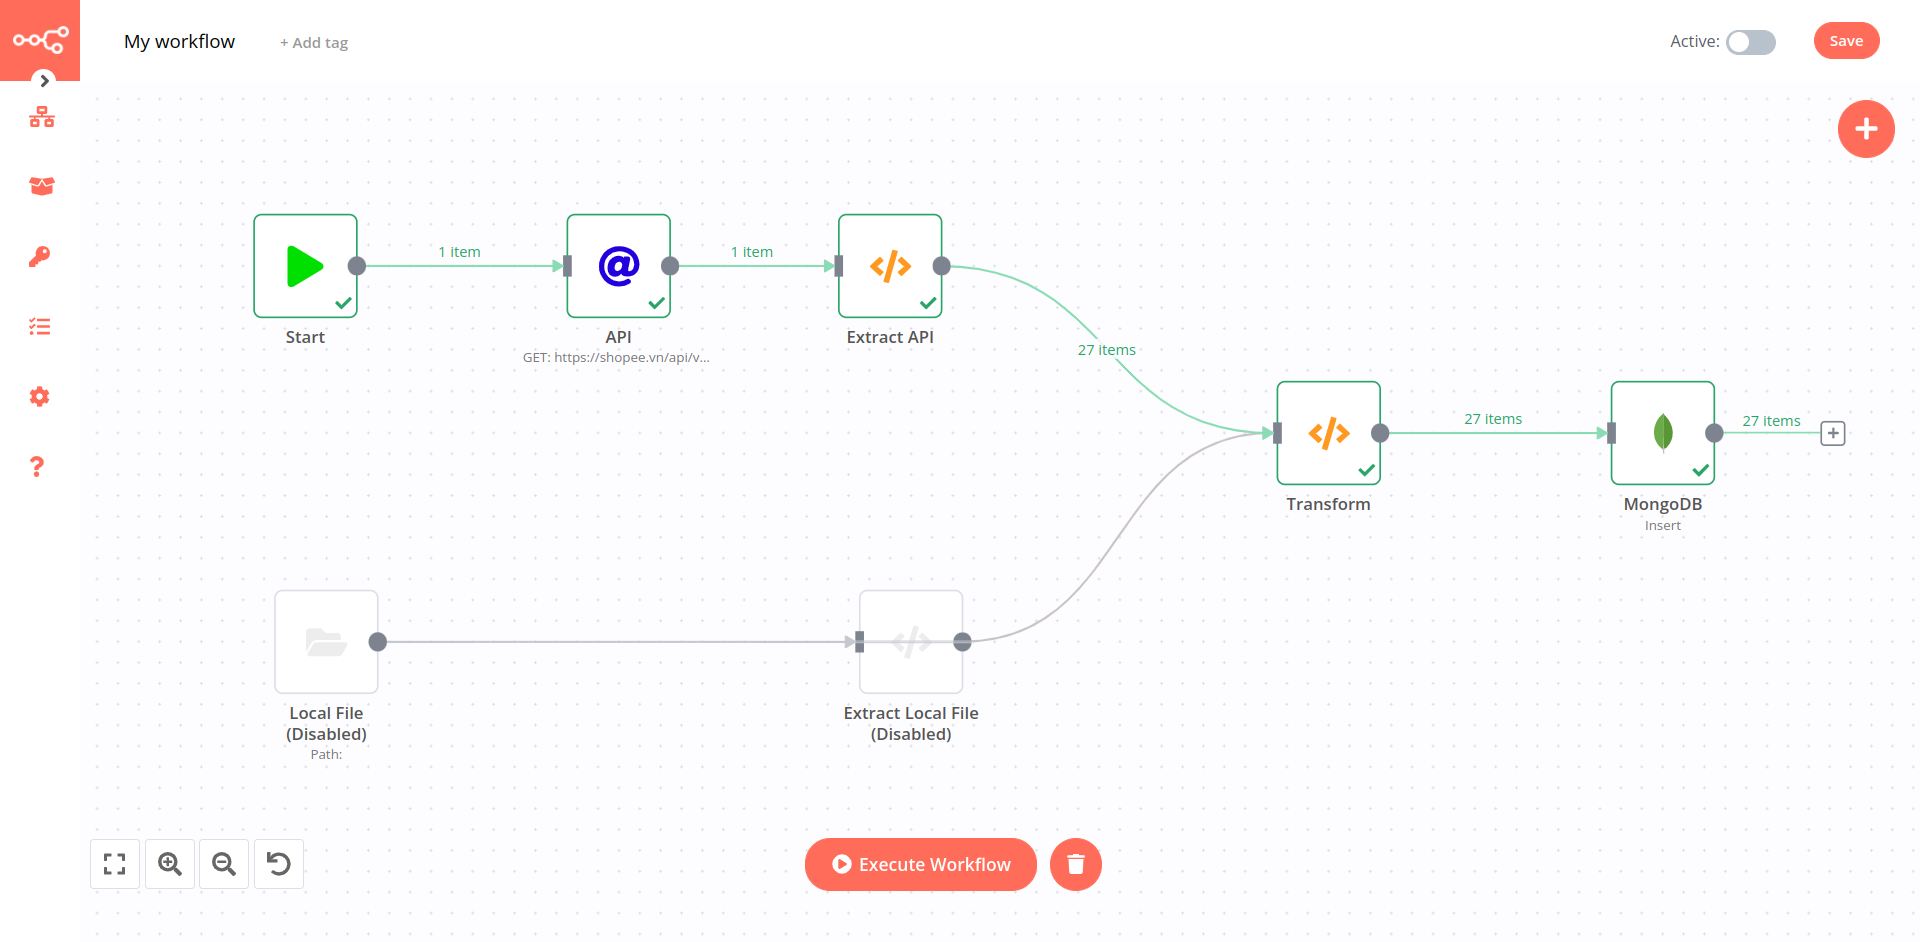 My workflow
+ Add tag
Active:
Save
1 item
1 item
Start
API
GET: https://shopee.vn/api/v...
Extract API
27 items
27 items
27 items
Transform
MongoDB
Insert
Local File
(Disabled)
Path:
Extract Local File
(Disabled)
Execute Workflow